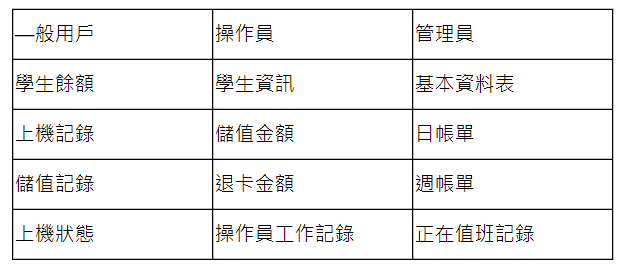 一般用戶 操作員 管理員
學生餘額 學生資訊 基本資料表
上機記錄 儲值金額 日帳單
儲值記錄 退卡金額 週帳單
上機狀態 操作員工作記錄 正在值班記錄